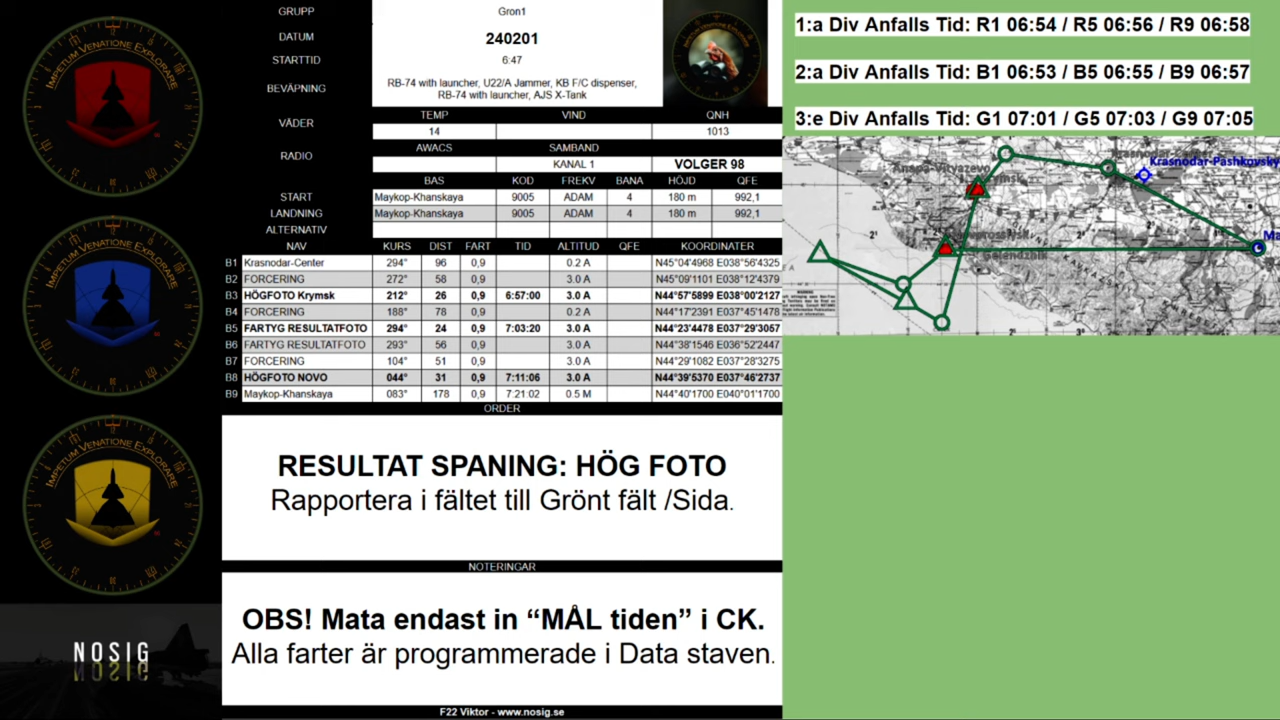 IMPETUM VENATIONE EXPLORARE
IMPETUM VENATIONE EXPLORARE
IMPETUM VENATIONE EXPLORARE
NOSIG
GRUPP Gron1
DATUM 240201
STARTTID 6:47
BEVÄPNING RB-74 with launcher, U22/A Jammer, KB F/C dispenser,
RB-74 with launcher, AJS X-Tank
VÄDER TEMP VIND QNH
14 1013
RADIO AWACS SAMBAND
KANAL 1 VOLGER 98
BAS KOD FREKV BANA HÖJD QFE
START Maykop-Khanskaya 9005 ADAM 4 180 m 992,1
LANDNING Maykop-Khanskaya 9005 ADAM 4 180 m 992,1
ALTERNATIV
NAV KURS DIST FART TID ALTITUD QFE KOORDINATER
B1 Krasnodar-Center 294° 96 0,9 0.2 A N45°04'4968 E038°56'4325
B2 FORCERING 272° 58 0,9 3.0 A N45°09'1101 E038°12'4379
B3 HÖGFOTO Krymsk 212° 26 0,9 6:57:00 3.0 A N44°57'5899 E038°00'2127
B4 FORCERING 188° 78 0,9 0.2 A N44°17'2391 E037°45'1478
B5 FARTYG RESULTATFOTO 294° 24 0,9 7:03:20 3.0 A N44°23'4478 E037°29'3057
B6 FARTYG RESULTATFOTO 293° 56 0,9 3.0 A N44°38'1546 E036°52'2447
B7 FORCERING 104° 51 0,9 3.0 A N44°29'1082 E037°28'3275
B8 HÖGFOTO NOVO 044° 31 0,9 7:11:06 3.0 A N44°39'5370 E037°46'2737
B9 Maykop-Khanskaya 083° 178 0,9 7:21:02 0.5 M N44°40'1700 E040°01'1700
ORDER
RESULTAT SPANING: HÖG FOTO
Rapportera i fältet till Grönt fält /Sida.
NOTERINGAR
OBS! Mata endast in “MÅL tiden” i CK.
Alla farter är programmerade i Data staven.
F22 Viktor - www.nosig.se
1:a Div Anfalls Tid: R1 06:54 / R5 06:56 / R9 06:58
2:a Div Anfalls Tid: B1 06:53 / B5 06:55 / B9 06:57
3:e Div Anfalls Tid: G1 07:01 / G5 07:03 / G9 07:05
Krasnodar-Pashkovsky
Anapa-Vityazevo
Krymsk
Gelendzhik